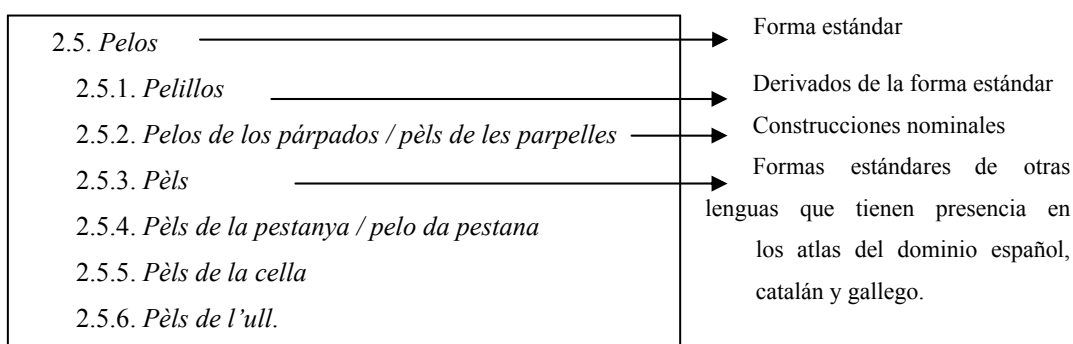 2.5. Pelos
Forma estándar
2.5.1. Pelillos
Derivados de la forma estándar
2.5.2. Pelos de los párpados / pèls de les parpelles
Construcciones nominales
2.5.3. Pèls
Formas estándares de otras
lenguas que tienen presencia en
los atlas del dominio español,
catalán y gallego.
2.5.4. Pèls de la pestanya / pelo da pestana
2.5.5. Pèls de la cella
2.5.6. Pèls de l’ull.